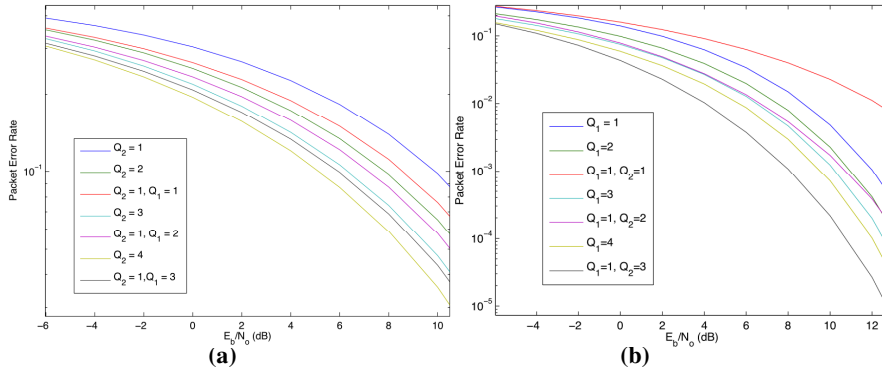 Packet Error Rate
10⁻¹
Q₂ = 1
Q₂ = 2
Q₂ = 1, Q₁ = 1
Q₂ = 3
Q₂ = 1, Q₁ = 2
Q₂ = 4
Q₂ = 1,Q₁ = 3
−6 −4 −2 0 2 4 6 8 10
E_b/N_o (dB)
(a)
Packet Error Rate
10⁻¹
10⁻²
10⁻³
10⁻⁴
10⁻⁵
Q₁ = 1
Q₁=2
Q₁=1, Q₂=1
Q₁=3
Q₁=1, Q₂=2
Q₁=4
Q₁=1, Q₂=3
−4 −2 0 2 4 6 8 10 12
E_b/N_o (dB)
(b)